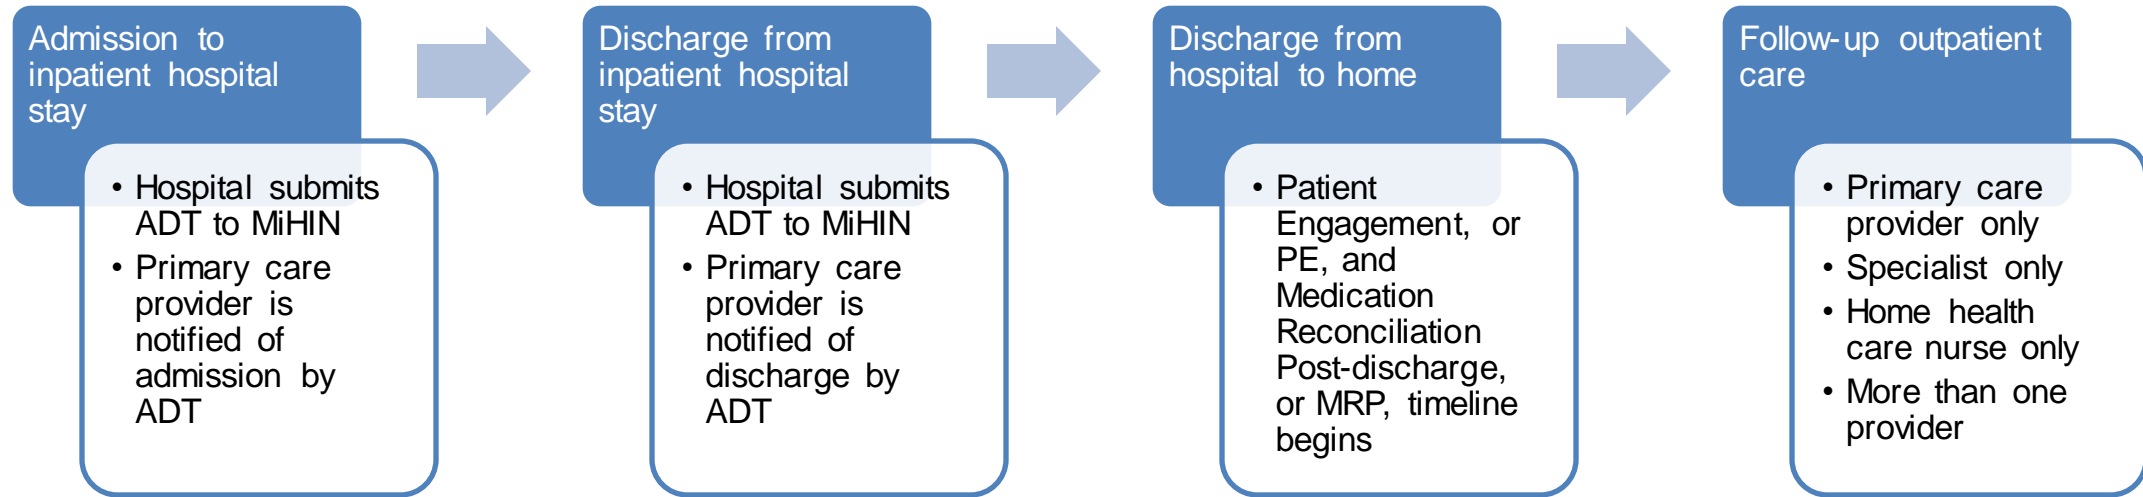 Admission to
inpatient hospital
stay
• Hospital submits
ADT to MiHIN
• Primary care
provider is
notified of
admission by
ADT
Discharge from
inpatient hospital
stay
• Hospital submits
ADT to MiHIN
• Primary care
provider is
notified of
discharge by
ADT
Discharge from
hospital to home
• Patient
Engagement, or
PE, and
Medication
Reconciliation
Post-discharge,
or MRP, timeline
begins
Follow-up outpatient
care
• Primary care
provider only
• Specialist only
• Home health
care nurse only
• More than one
provider